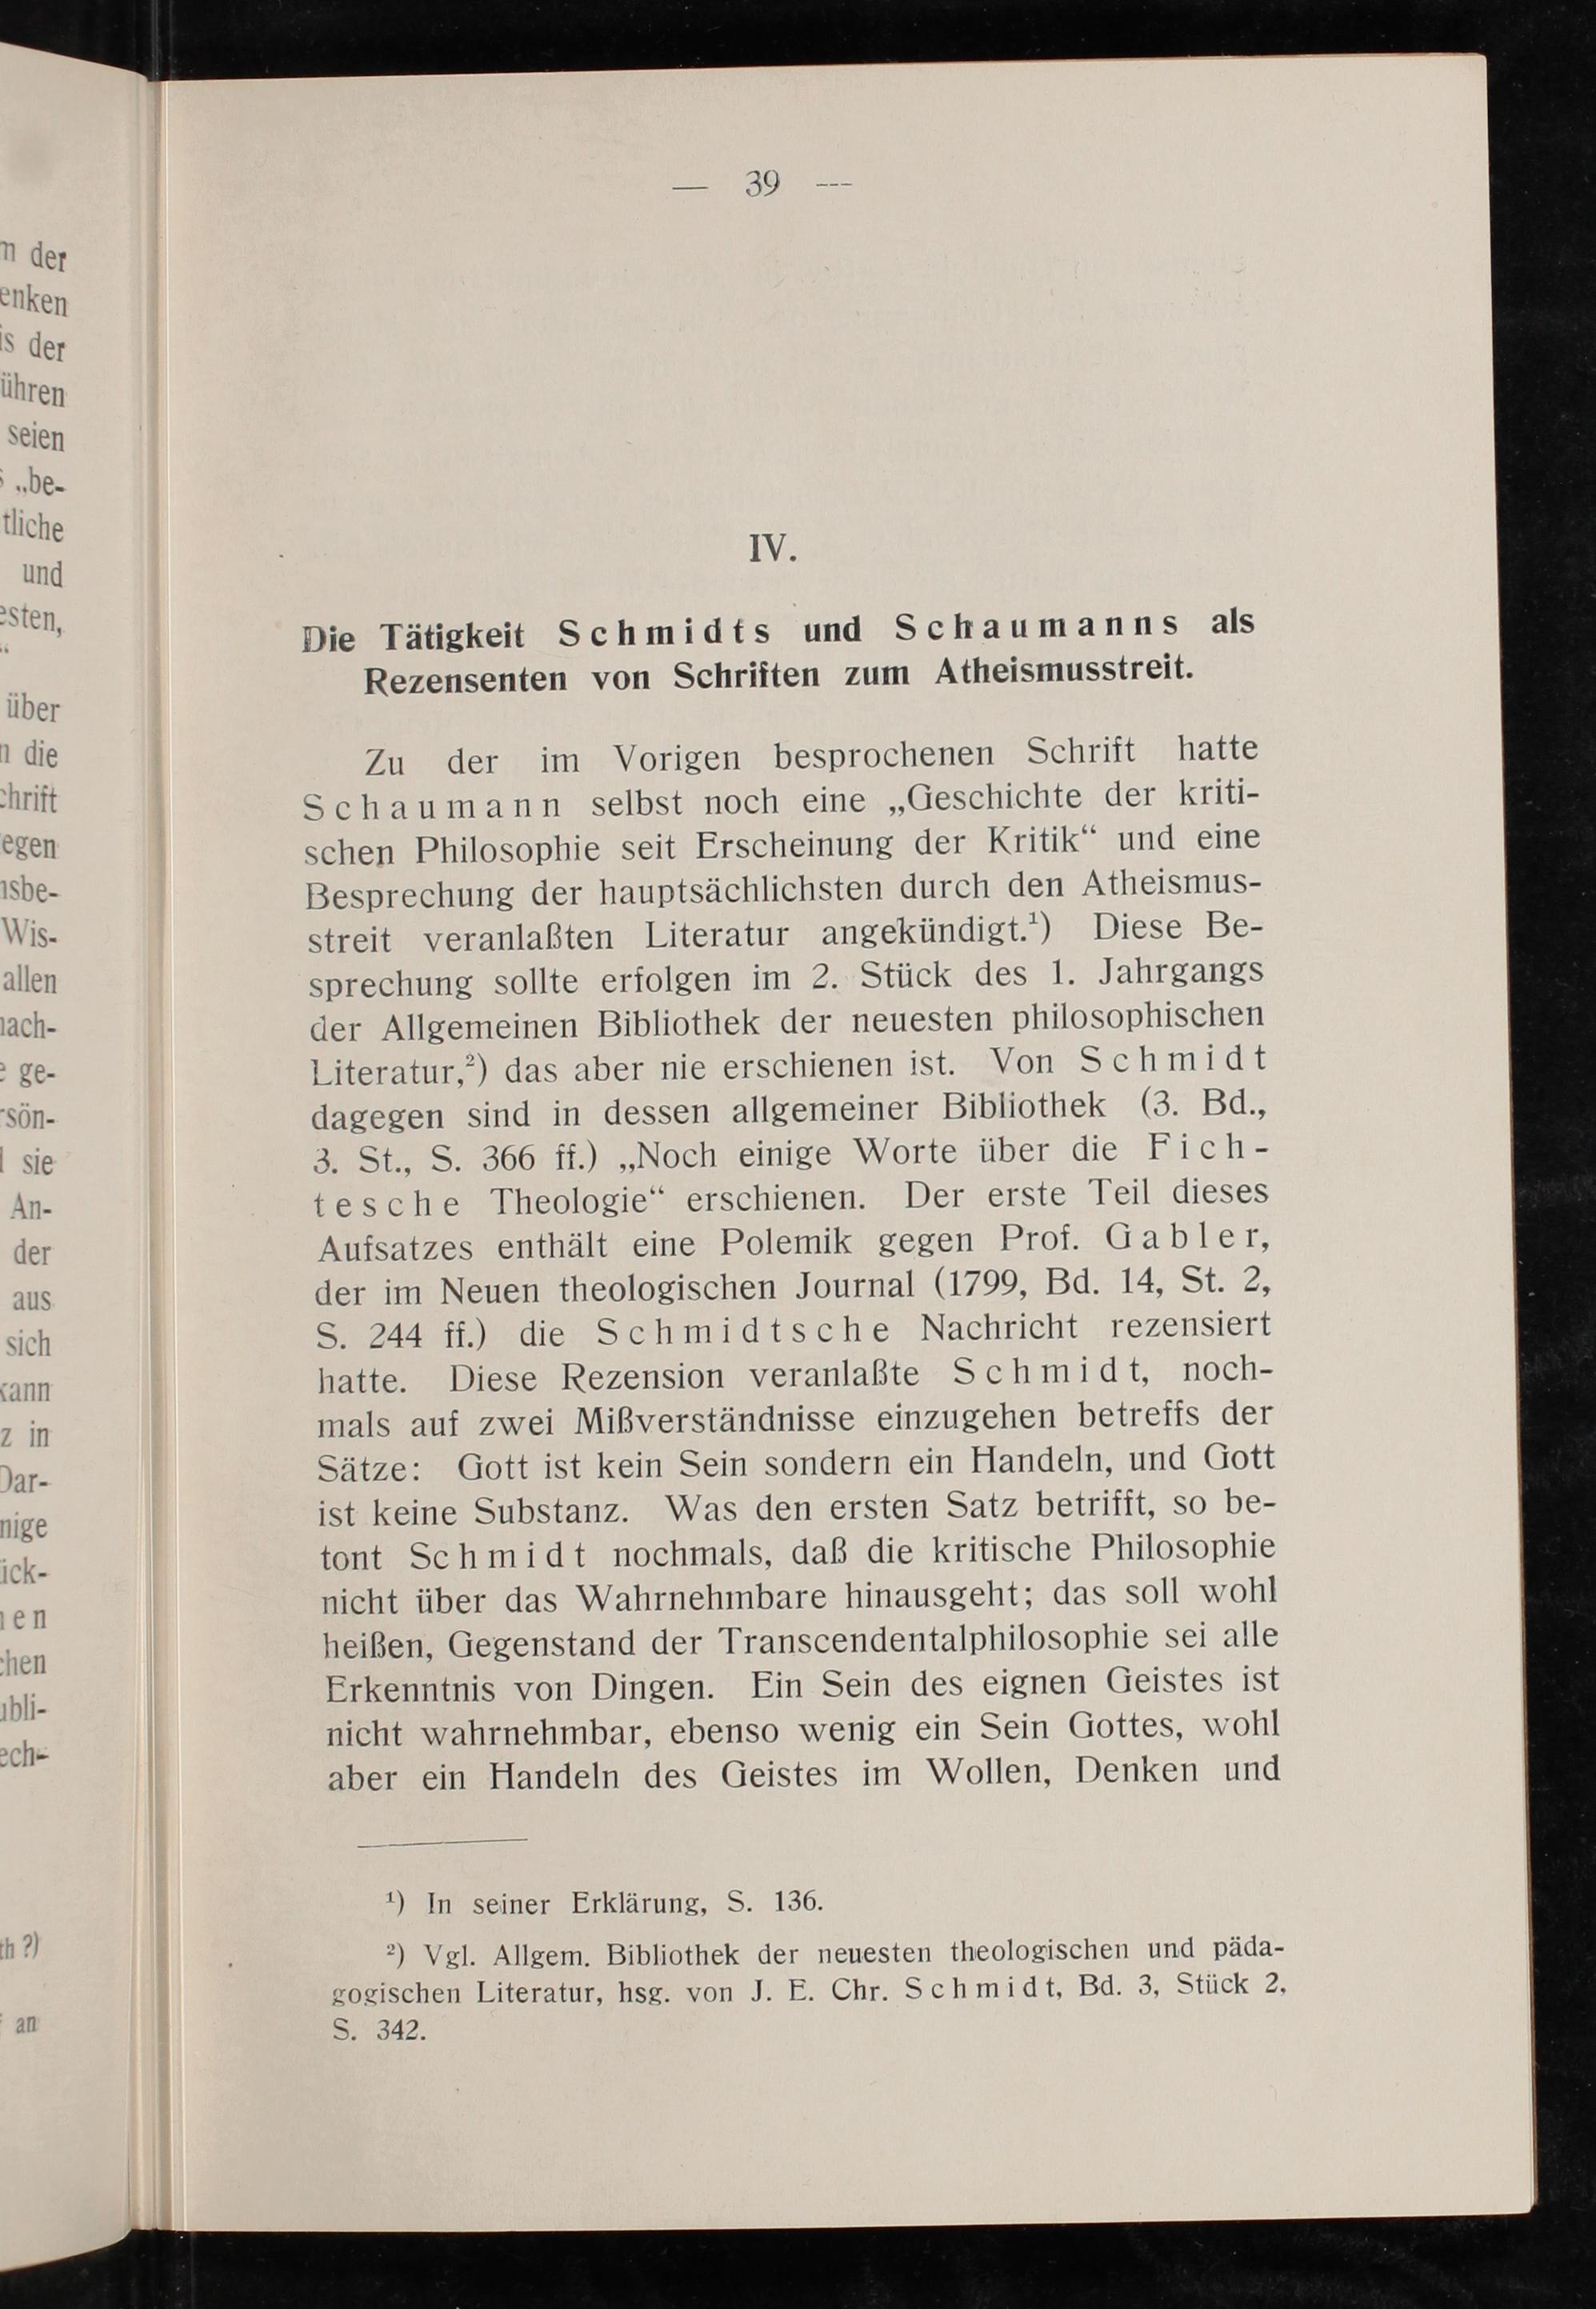 — 39 —
IV.
Die Tätigkeit Schmidts und Schaumanns als
Rezensenten von Schriften zum Atheismusstreit.
Zu der im Vorigen besprochenen Schrift hatte
Schaumann selbst noch eine „Geschichte der kriti-
schen Philosophie seit Erscheinung der Kritik“ und eine
Besprechung der hauptsächlichsten durch den Atheismus-
streit veranlaßten Literatur angekündigt.¹) Diese Be-
sprechung sollte erfolgen im 2. Stück des 1. Jahrgangs
der Allgemeinen Bibliothek der neuesten philosophischen
Literatur,²) das aber nie erschienen ist. Von Schmidt
dagegen sind in dessen allgemeiner Bibliothek (3. Bd.,
3. St., S. 366 ff.) „Noch einige Worte über die Fich-
tesche Theologie“ erschienen. Der erste Teil dieses
Aufsatzes enthält eine Polemik gegen Prof. Gabler,
der im Neuen theologischen Journal (1799, Bd. 14, St. 2,
S. 244 ff.) die Schmidtsche Nachricht rezensiert
hatte. Diese Rezension veranlaßte Schmidt, noch-
mals auf zwei Mißverständnisse einzugehen betreffs der
Sätze: Gott ist kein Sein sondern ein Handeln, und Gott
ist keine Substanz. Was den ersten Satz betrifft, so be-
tont Schmidt nochmals, daß die kritische Philosophie
nicht über das Wahrnehmbare hinausgeht; das soll wohl
heißen, Gegenstand der Transcendentalphilosophie sei alle
Erkenntnis von Dingen. Ein Sein des eignen Geistes ist
nicht wahrnehmbar, ebenso wenig ein Sein Gottes, wohl
aber ein Handeln des Geistes im Wollen, Denken und
¹) In seiner Erklärung, S. 136.
²) Vgl. Allgem. Bibliothek der neuesten theologischen und päda-
gogischen Literatur, hsg. von J. E. Chr. Schmidt, Bd. 3, Stück 2,
S. 342.